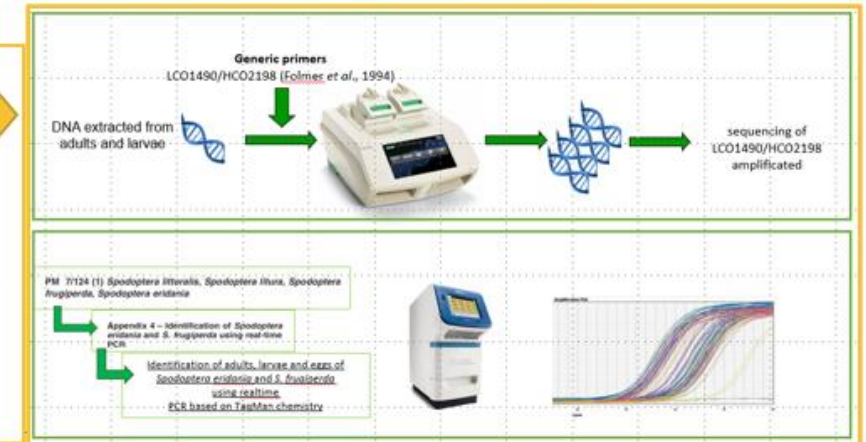 Generic primers
LCO1490/HCO2198 (Folmer et al., 1994)
DNA extracted from
adults and larvae
sequencing of
LCO1490/HCO2198
amplificated
PM 7/124 (1) Spodoptera littoralis, Spodoptera litura, Spodoptera
frugiperda, Spodoptera eridania
Appendix 4 – Identification of Spodoptera
eridania and S. frugiperda using real-time
PCR
Identification of adults, larvae and eggs of
Spodoptera eridania and S. frugiperda
using realtime
PCR based on TaqMan chemistry
Amplification Plot